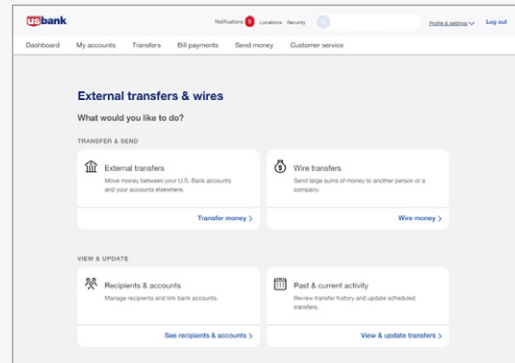 usbank
Notifications 0 Locations Security Profile & settings Log out
Dashboard My accounts Transfers Bill payments Send money Customer service
External transfers & wires
What would you like to do?
TRANSFER & SEND
External transfers
Move money between your U.S. Bank accounts
and your accounts elsewhere.
Transfer money >
Wire transfers
Send large sums of money to another person or a
company.
Wire money >
VIEW & UPDATE
Recipients & accounts
Manage recipients and link bank accounts.
See recipients & accounts >
Past & current activity
Review transfer history and update scheduled
transfers.
View & update transfers >